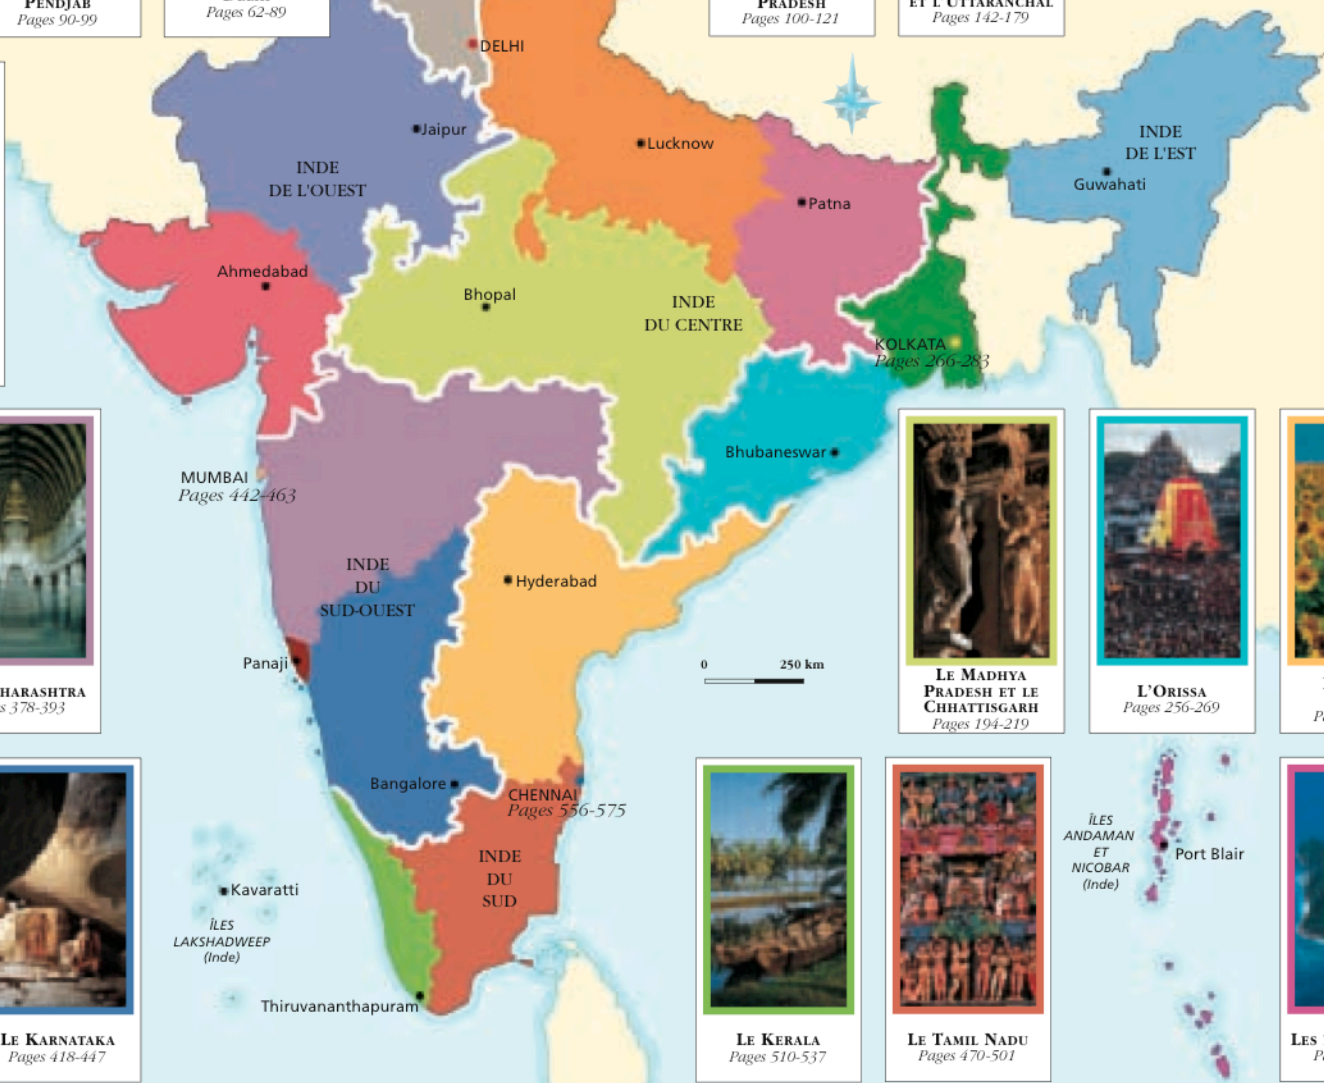 PENDJAB
Pages 90-99
Pages 62-89
PRADESH
Pages 100-121
ET L'UTTARANCHAL
Pages 142-179
DELHI
Jaipur
Lucknow
INDE
DE L'OUEST
Patna
INDE
DE L'EST
Guwahati
Ahmedabad
Bhopal
INDE
DU CENTRE
KOLKATA
Pages 266-283
MUMBAI
Pages 442-463
Bhubaneswar
INDE
DU
SUD-OUEST
Hyderabad
Panaji
0 250 km
HARASHTRA
s 378-393
LE MADHYA
PRADESH ET LE
CHHATTISGARH
Pages 194-219
L'ORISSA
Pages 256-269
Bangalore
CHENNAI
Pages 556-575
INDE
DU
SUD
Kavaratti
ÎLES
LAKSHADWEEP
(Inde)
Thiruvananthapuram
ÎLES
ANDAMAN
ET
NICOBAR
(Inde)
Port Blair
LE KARNATAKA
Pages 418-447
LE KERALA
Pages 510-537
LE TAMIL NADU
Pages 470-501
LES